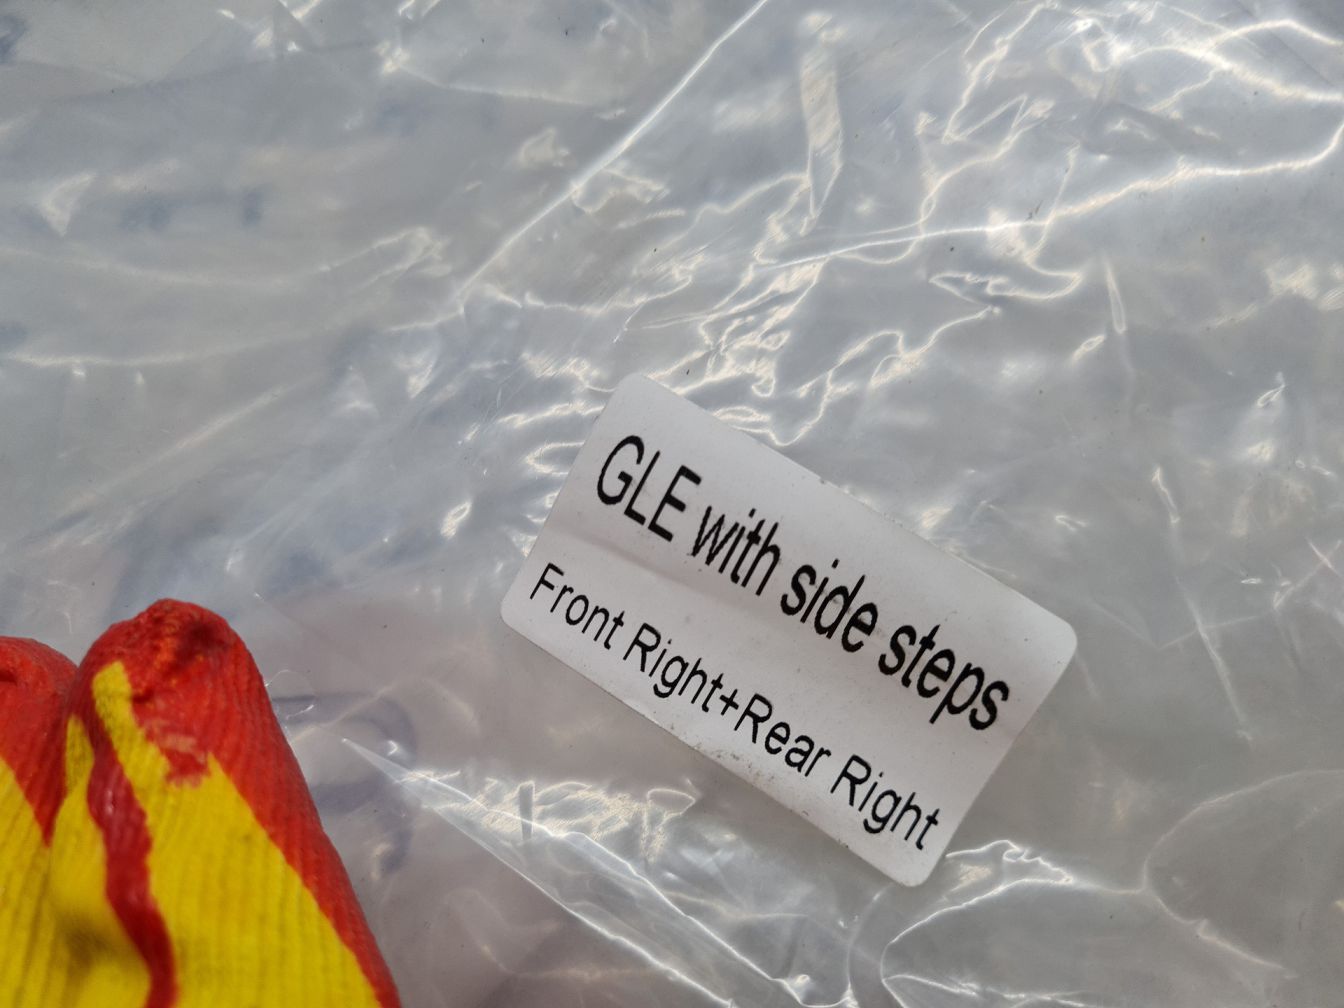 GLE with side steps
Front Right+Rear Right